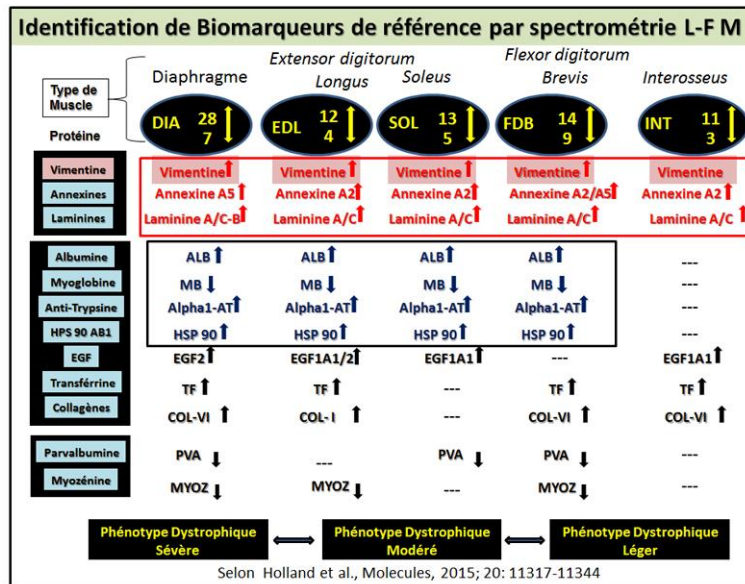 Identification de Biomarqueurs de référence par spectrométrie L-F M
Extensor digitorum Flexor digitorum
Type de Muscle Diaphragme Longus Soleus Brevis Interosseus
Protéine DIA 28 7 EDL 12 4 SOL 13 5 FDB 14 9 INT 11 3
Vimentine Vimentine↑ Vimentine↑ Vimentine↑ Vimentine↑ Vimentine
Annexines Annexine A5↑ Annexine A2↑ Annexine A2↑ Annexine A2/A5↑ Annexine A2↑
Laminines Laminine A/C-B↑ Laminine A/C↑ Laminine A/C↑ Laminine A/C↑ Laminine A/C↑
Albumine ALB↑ ALB↑ ALB↑ ALB↑ ---
Myoglobine MB↓ MB↓ MB↓ MB↓ ---
Anti-Trypsine Alpha1-AT↑ Alpha1-AT↑ Alpha1-AT↑ Alpha1-AT↑ ---
HPS 90 AB1 HSP 90↑ HSP 90↑ HSP 90↑ HSP 90↑ ---
EGF EGF2↑ EGF1A1/2↑ EGF1A1↑ --- EGF1A1↑
Transférrine TF↑ TF↑ --- TF↑ TF↑
Collagènes COL-VI↑ COL-I↑ --- COL-VI↑ COL-VI↑
Parvalbumine PVA↓ --- PVA↓ PVA↓ ---
Myozénine MYOZ↓ MYOZ↓ --- MYOZ↓ ---
Phénotype Dystrophique Phénotype Dystrophique Phénotype Dystrophique
Sévère Modéré Léger
Selon Holland et al., Molecules, 2015; 20: 11317-11344